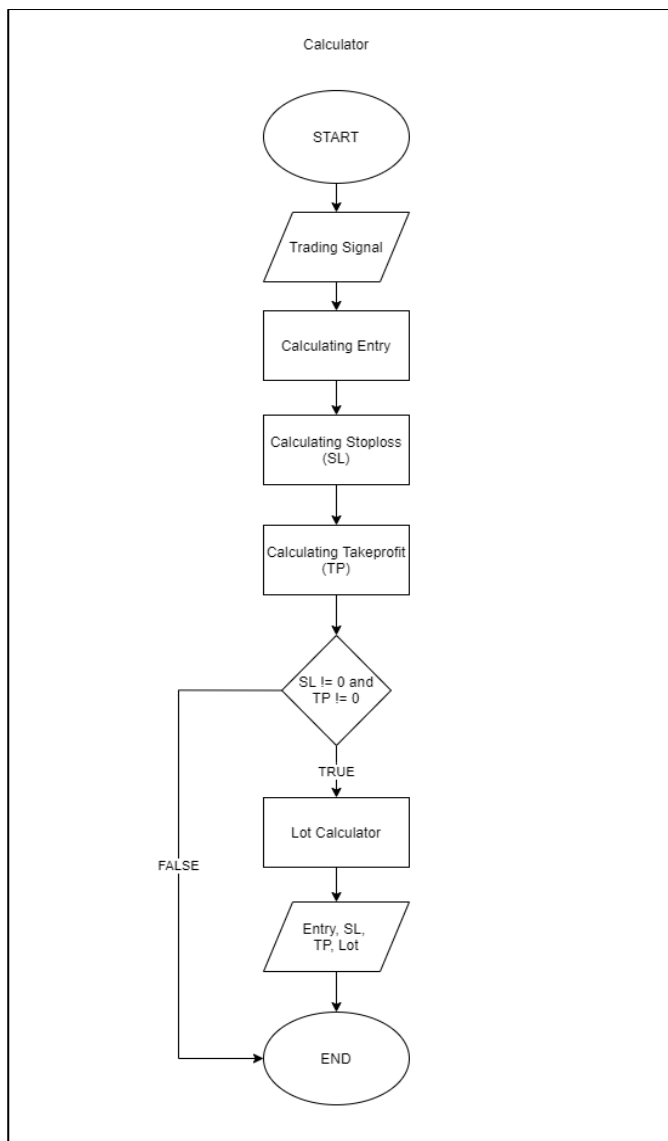 Calculator
START
Trading Signal
Calculating Entry
Calculating Stoploss
(SL)
Calculating Takeprofit
(TP)
SL != 0 and
TP != 0
TRUE
Lot Calculator
FALSE
Entry, SL,
TP, Lot
END